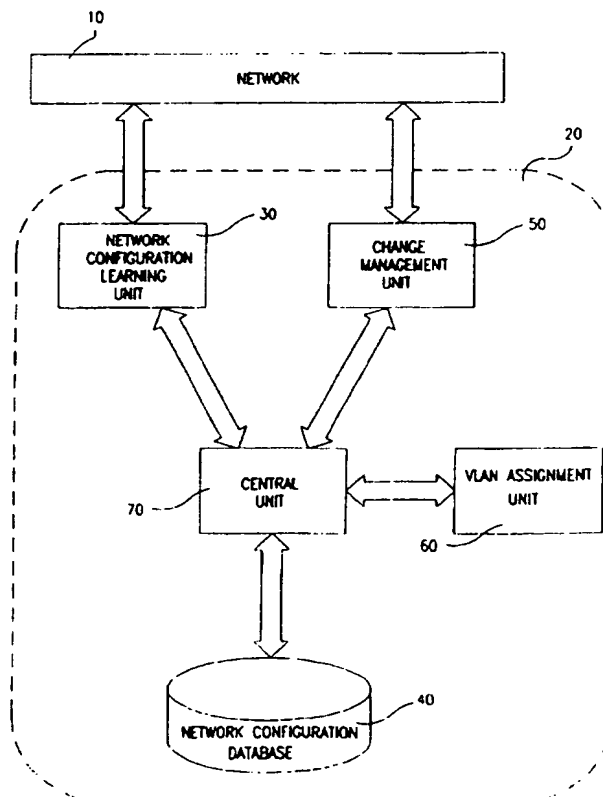 10
NETWORK
20
30
NETWORK
CONFIGURATION
LEARNING
UNIT
50
CHANGE
MANAGEMENT
UNIT
70
CENTRAL
UNIT
VLAN ASSIGNMENT
UNIT
60
40
NETWORK CONFIGURATION
DATABASE